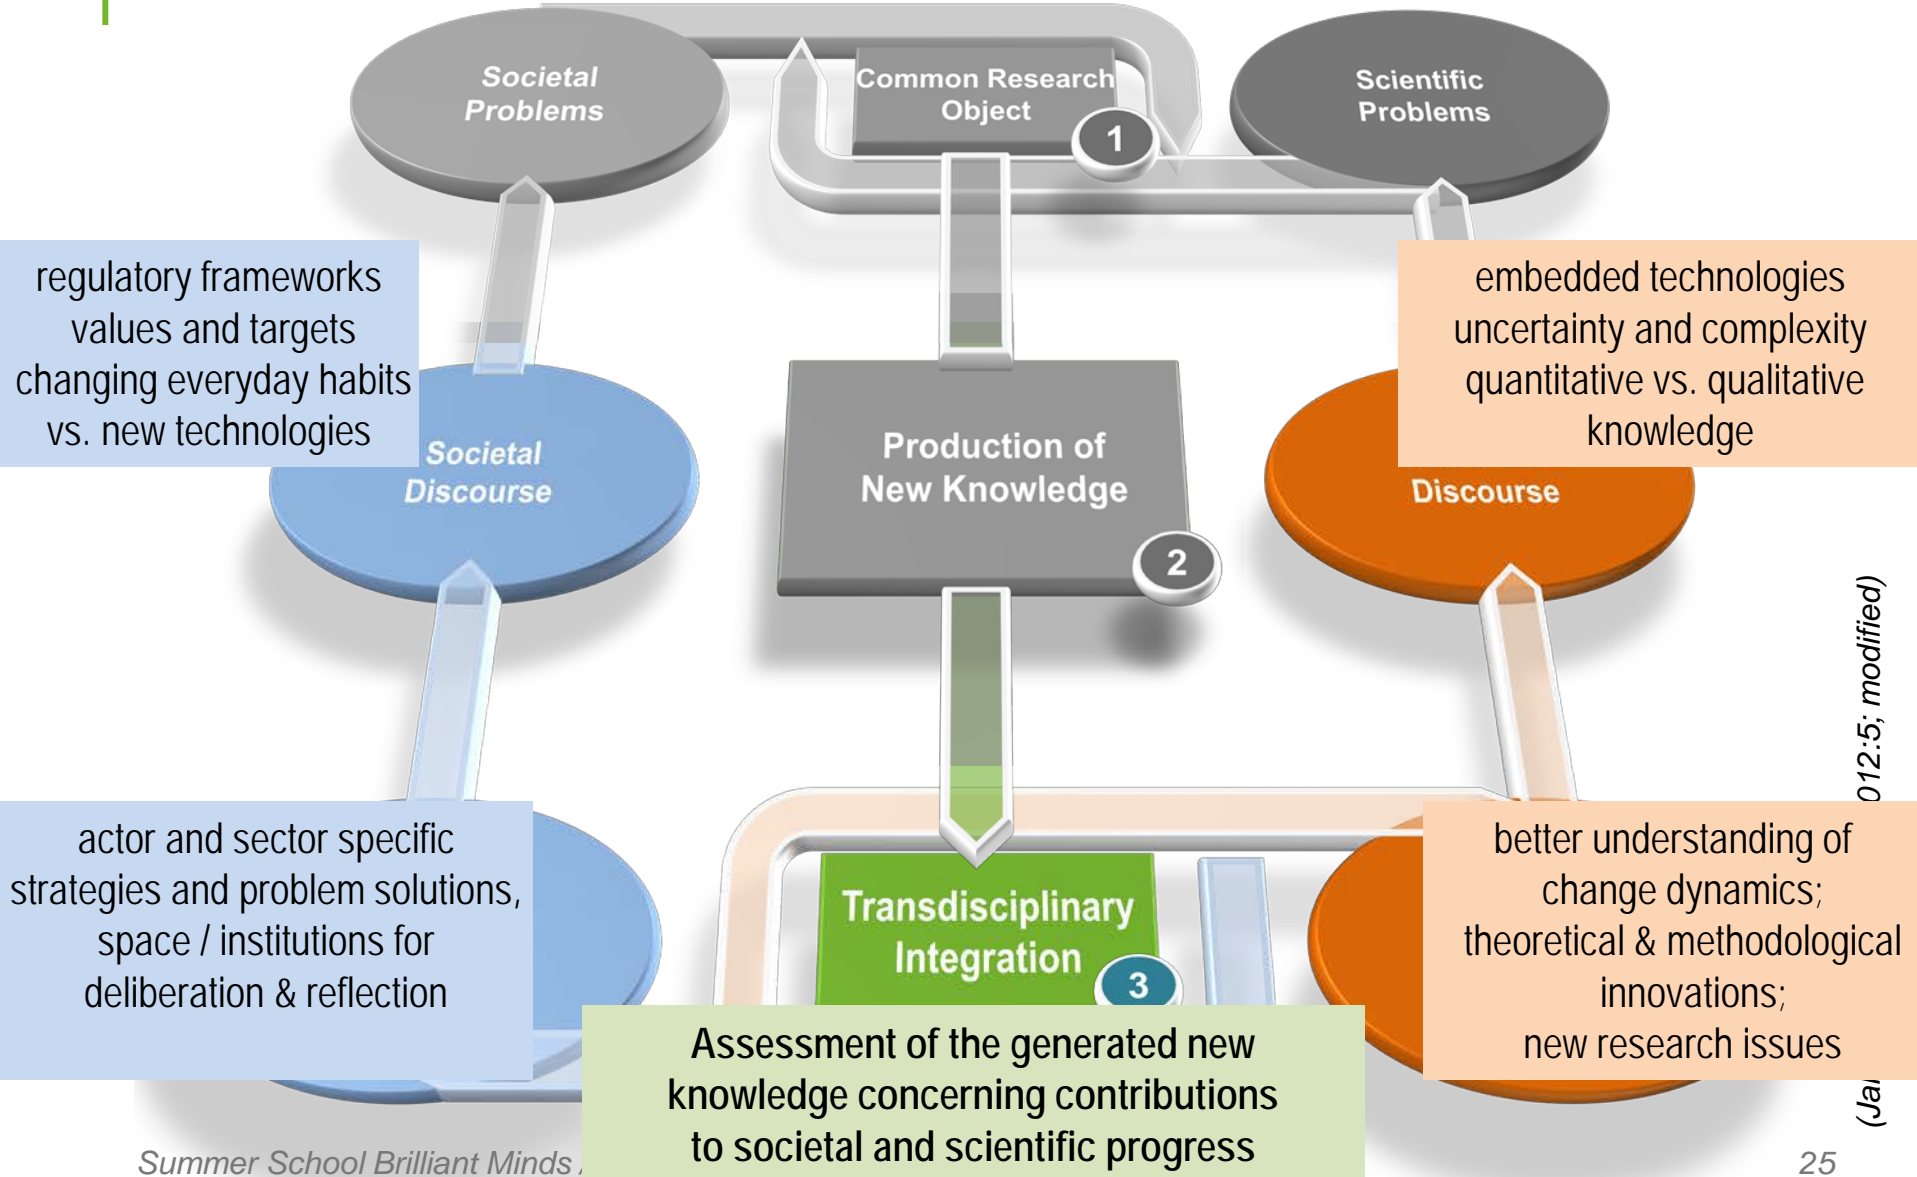 Societal
Problems
Common Research
Object
1
Scientific
Problems
regulatory frameworks
values and targets
changing everyday habits
vs. new technologies
embedded technologies
uncertainty and complexity
quantitative vs. qualitative
knowledge
Societal
Discourse
Production of
New Knowledge
2
Discourse
actor and sector specific
strategies and problem solutions,
space / institutions for
deliberation & reflection
Transdisciplinary
Integration
3
better understanding of
change dynamics;
theoretical & methodological
innovations;
new research issues
Assessment of the generated new
knowledge concerning contributions
to societal and scientific progress
012:5; modified)
Summer School Brilliant Minds
25